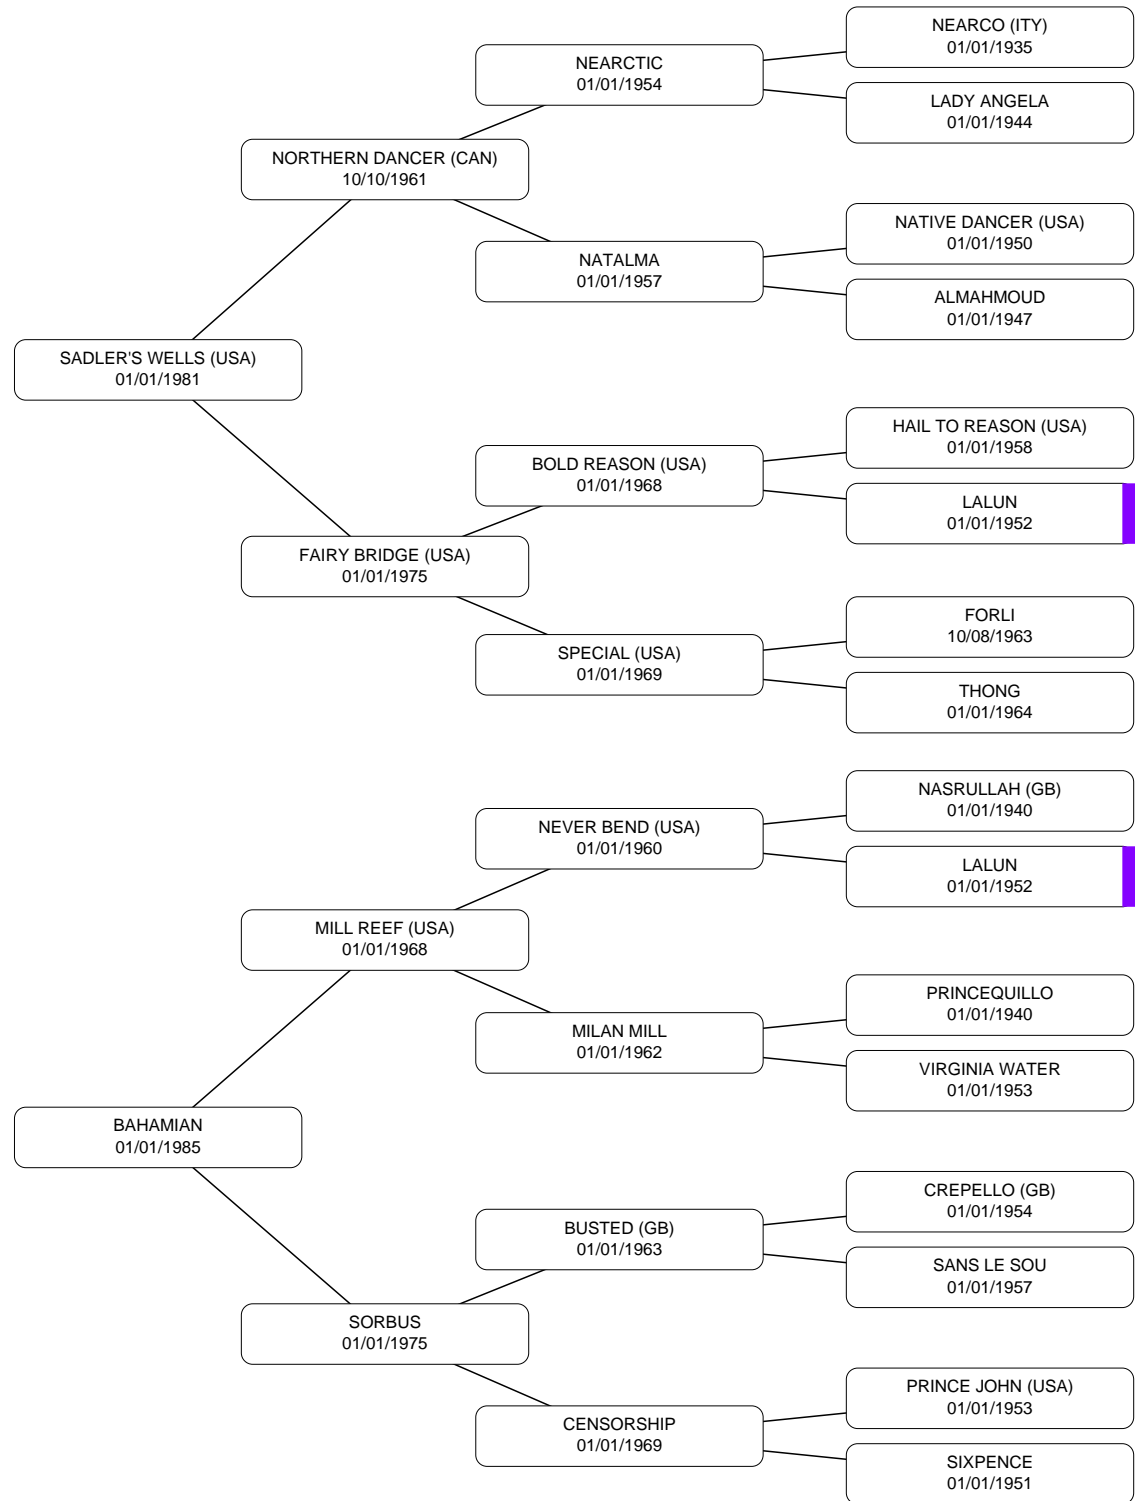 NEARCO (ITY)
01/01/1935
NEARCTIC
01/01/1954
LADY ANGELA
01/01/1944
NORTHERN DANCER (CAN)
10/10/1961
NATIVE DANCER (USA)
01/01/1950
NATALMA
01/01/1957
ALMAHMOUD
01/01/1947
SADLER'S WELLS (USA)
01/01/1981
HAIL TO REASON (USA)
01/01/1958
BOLD REASON (USA)
01/01/1968
LALUN
01/01/1952
FAIRY BRIDGE (USA)
01/01/1975
FORLI
10/08/1963
SPECIAL (USA)
01/01/1969
THONG
01/01/1964
NASRULLAH (GB)
01/01/1940
NEVER BEND (USA)
01/01/1960
LALUN
01/01/1952
MILL REEF (USA)
01/01/1968
PRINCEQUILLO
01/01/1940
MILAN MILL
01/01/1962
VIRGINIA WATER
01/01/1953
BAHAMIAN
01/01/1985
CREPELLO (GB)
01/01/1954
BUSTED (GB)
01/01/1963
SANS LE SOU
01/01/1957
SORBUS
01/01/1975
PRINCE JOHN (USA)
01/01/1953
CENSORSHIP
01/01/1969
SIXPENCE
01/01/1951